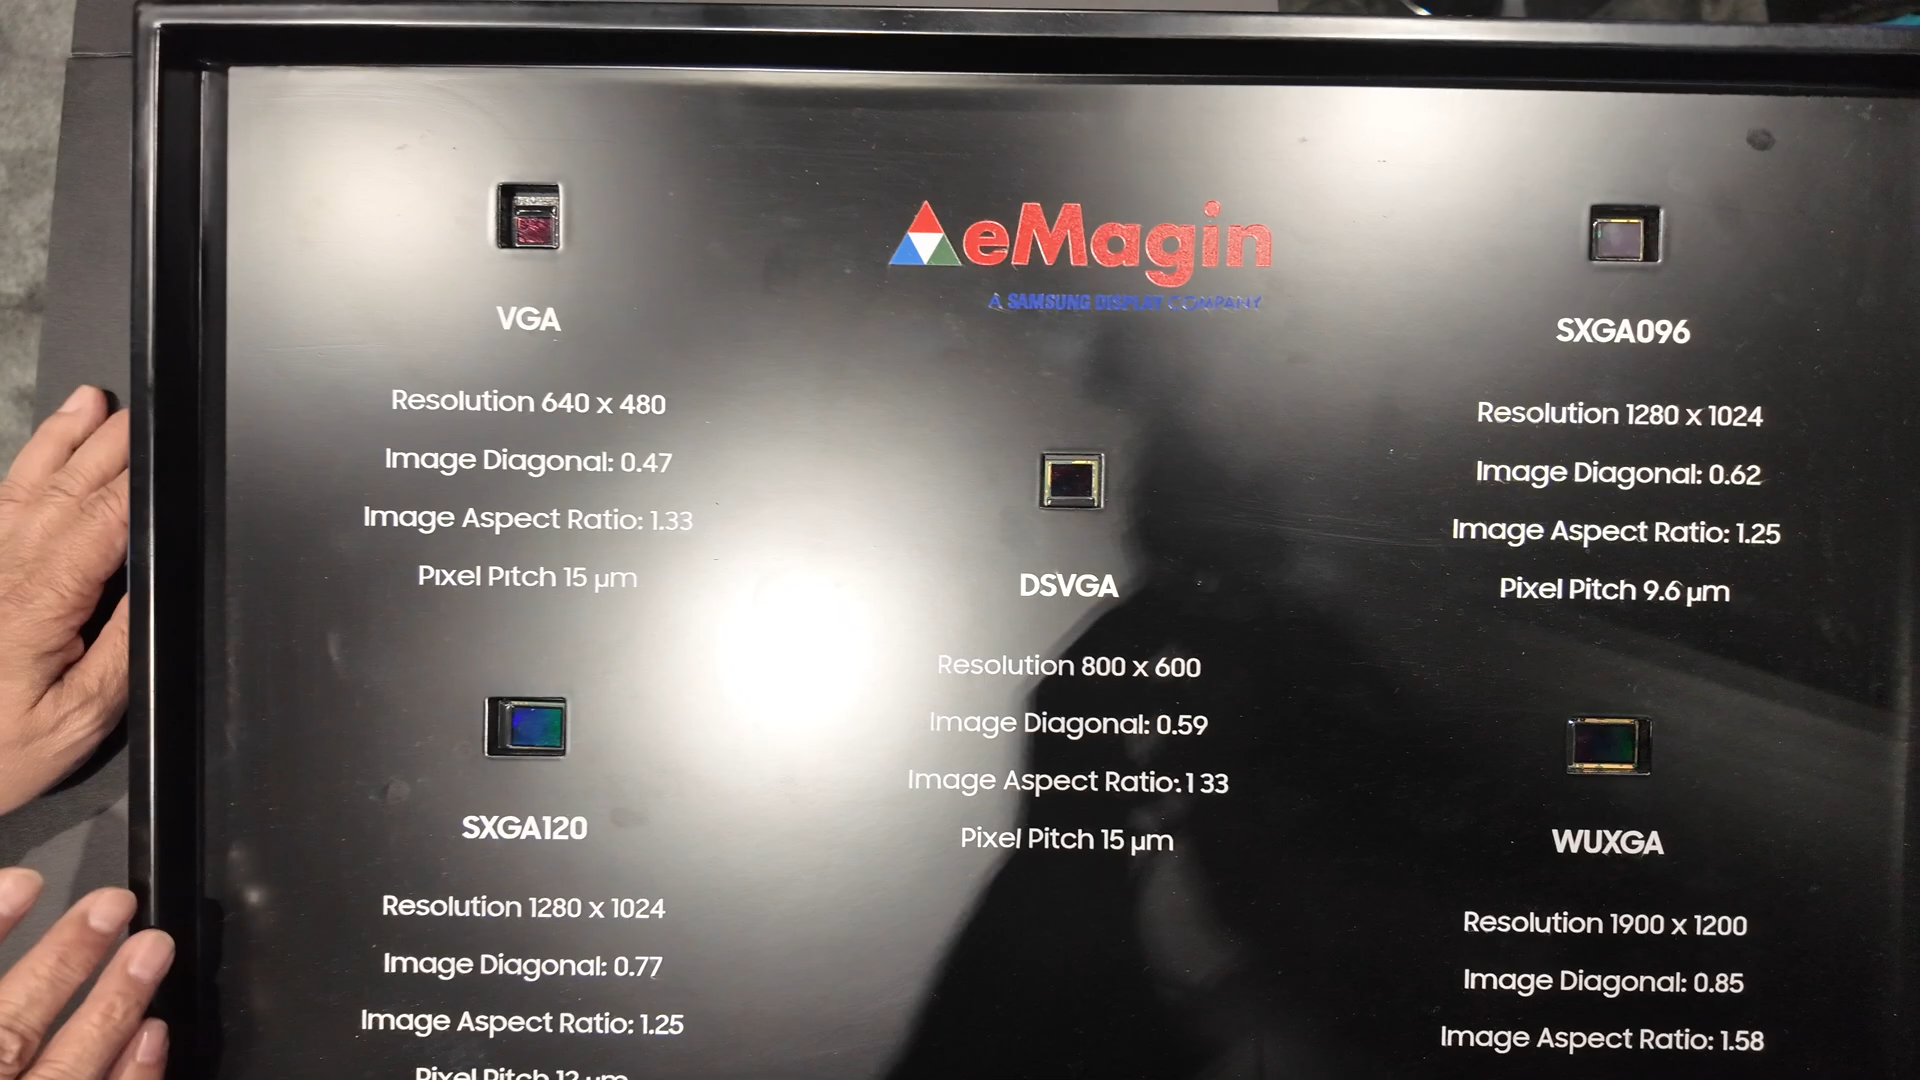 eMagin
A SAMSUNG DISPLAY COMPANY
VGA
Resolution 640 x 480
Image Diagonal: 0.47
Image Aspect Ratio: 1.33
Pixel Pitch 15 µm
SXGA096
Resolution 1280 x 1024
Image Diagonal: 0.62
Image Aspect Ratio: 1.25
Pixel Pitch 9.6 µm
DSVGA
Resolution 800 x 600
Image Diagonal: 0.59
Image Aspect Ratio: 1 33
Pixel Pitch 15 µm
SXGA120
Resolution 1280 x 1024
Image Diagonal: 0.77
Image Aspect Ratio: 1.25
Pixel Pitch 12 µm
WUXGA
Resolution 1900 x 1200
Image Diagonal: 0.85
Image Aspect Ratio: 1.58